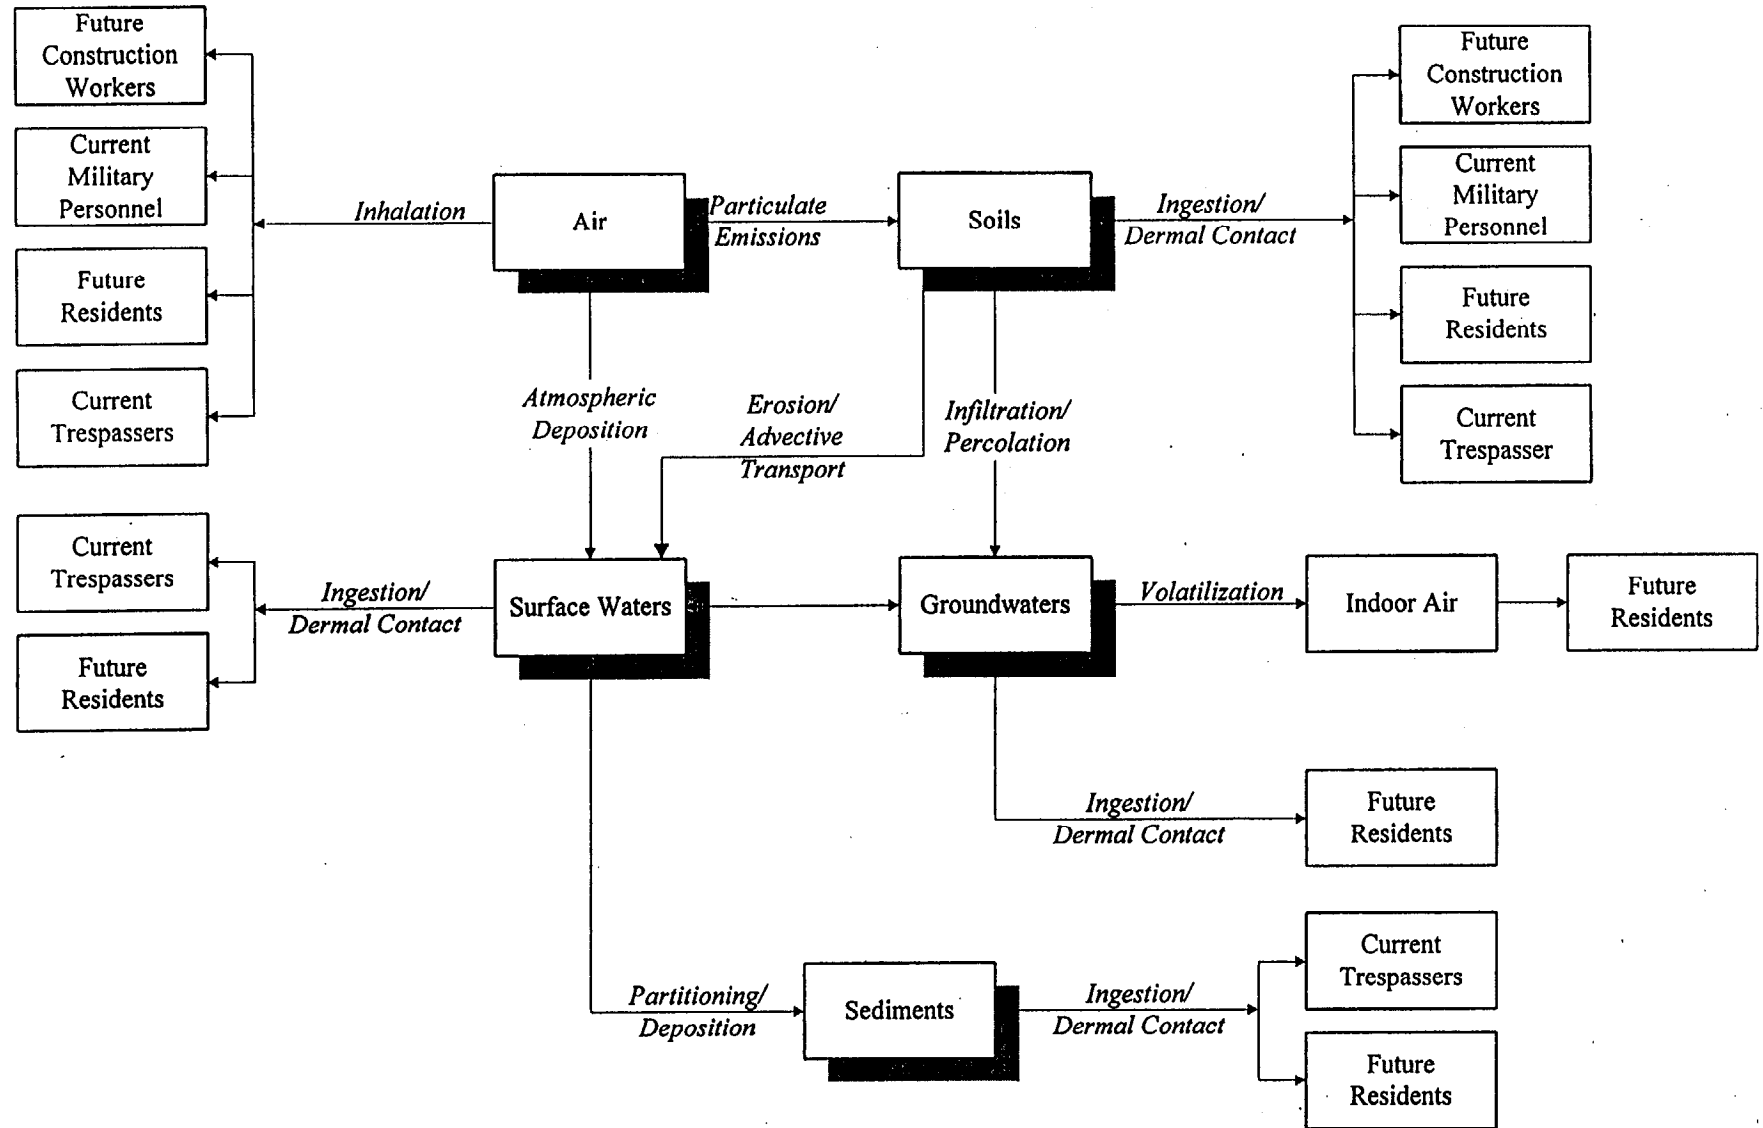 Future
Construction
Workers
Current
Military
Personnel
Future
Residents
Current
Trespassers
Inhalation
Air
Particulate
Emissions
Soils
Ingestion/
Dermal Contact
Future
Construction
Workers
Current
Military
Personnel
Future
Residents
Current
Trespasser
Atmospheric
Deposition
Erosion/
Advective
Transport
Infiltration/
Percolation
Current
Trespassers
Future
Residents
Ingestion/
Dermal Contact
Surface Waters
Groundwaters
Volatilization
Indoor Air
Future
Residents
Ingestion/
Dermal Contact
Future
Residents
Partitioning/
Deposition
Sediments
Ingestion/
Dermal Contact
Current
Trespassers
Future
Residents